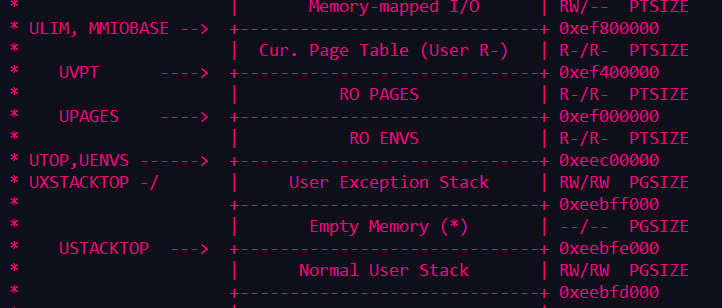 *                     |       Memory-mapped I/O      | RW/--  PTSIZE
* ULIM, MMIOBASE -->  +------------------------------+ 0xef800000
*                     |  Cur. Page Table (User R-)   | R-/R-  PTSIZE
*    UVPT      ---->  +------------------------------+ 0xef400000
*                     |          RO PAGES            | R-/R-  PTSIZE
*    UPAGES    ---->  +------------------------------+ 0xef000000
*                     |           RO ENVS            | R-/R-  PTSIZE
* UTOP,UENVS ------>  +------------------------------+ 0xeec00000
* UXSTACKTOP -/       |     User Exception Stack     | RW/RW  PGSIZE
*                     +------------------------------+ 0xeebff000
*                     |       Empty Memory (*)       | --/--  PGSIZE
*    USTACKTOP  --->  +------------------------------+ 0xeebfe000
*                     |      Normal User Stack       | RW/RW  PGSIZE
*                     +------------------------------+ 0xeebfd000